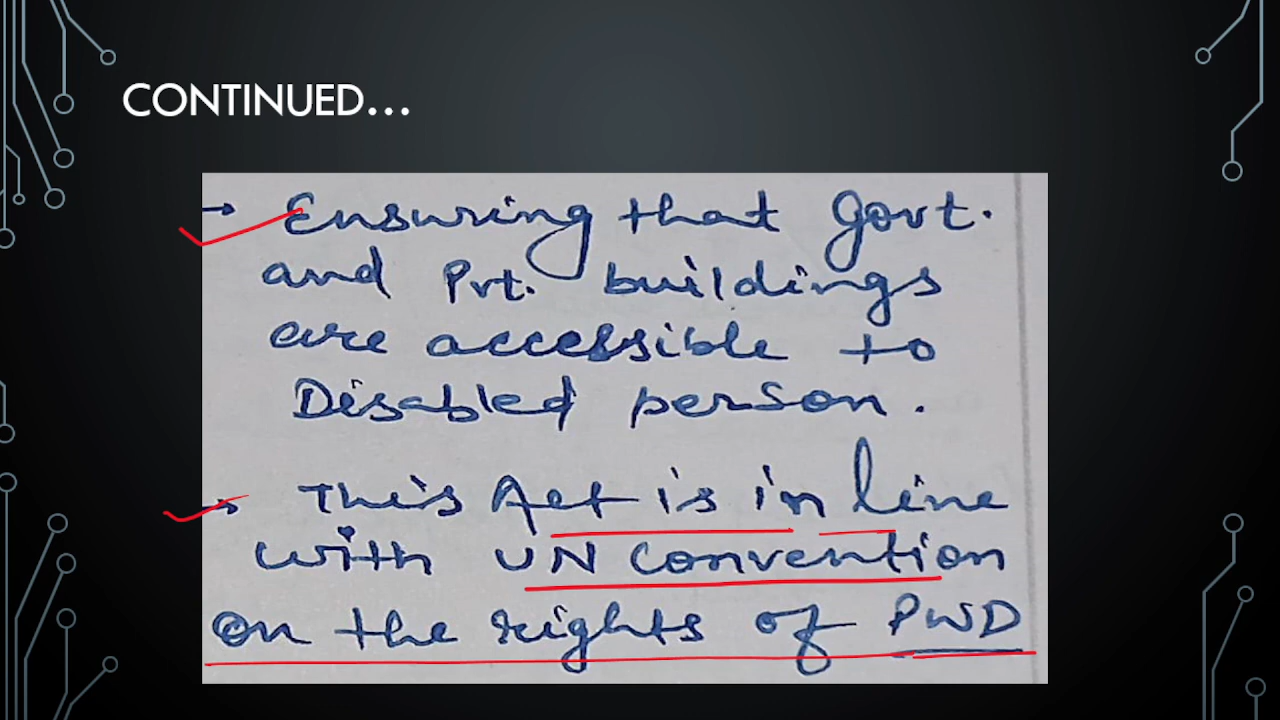 CONTINUED...
→ Ensuring that Govt.
and Pvt. buildings
are accessible to
Disabled person.
→ This Act is in line
with UN Convention
on the rights of PWD